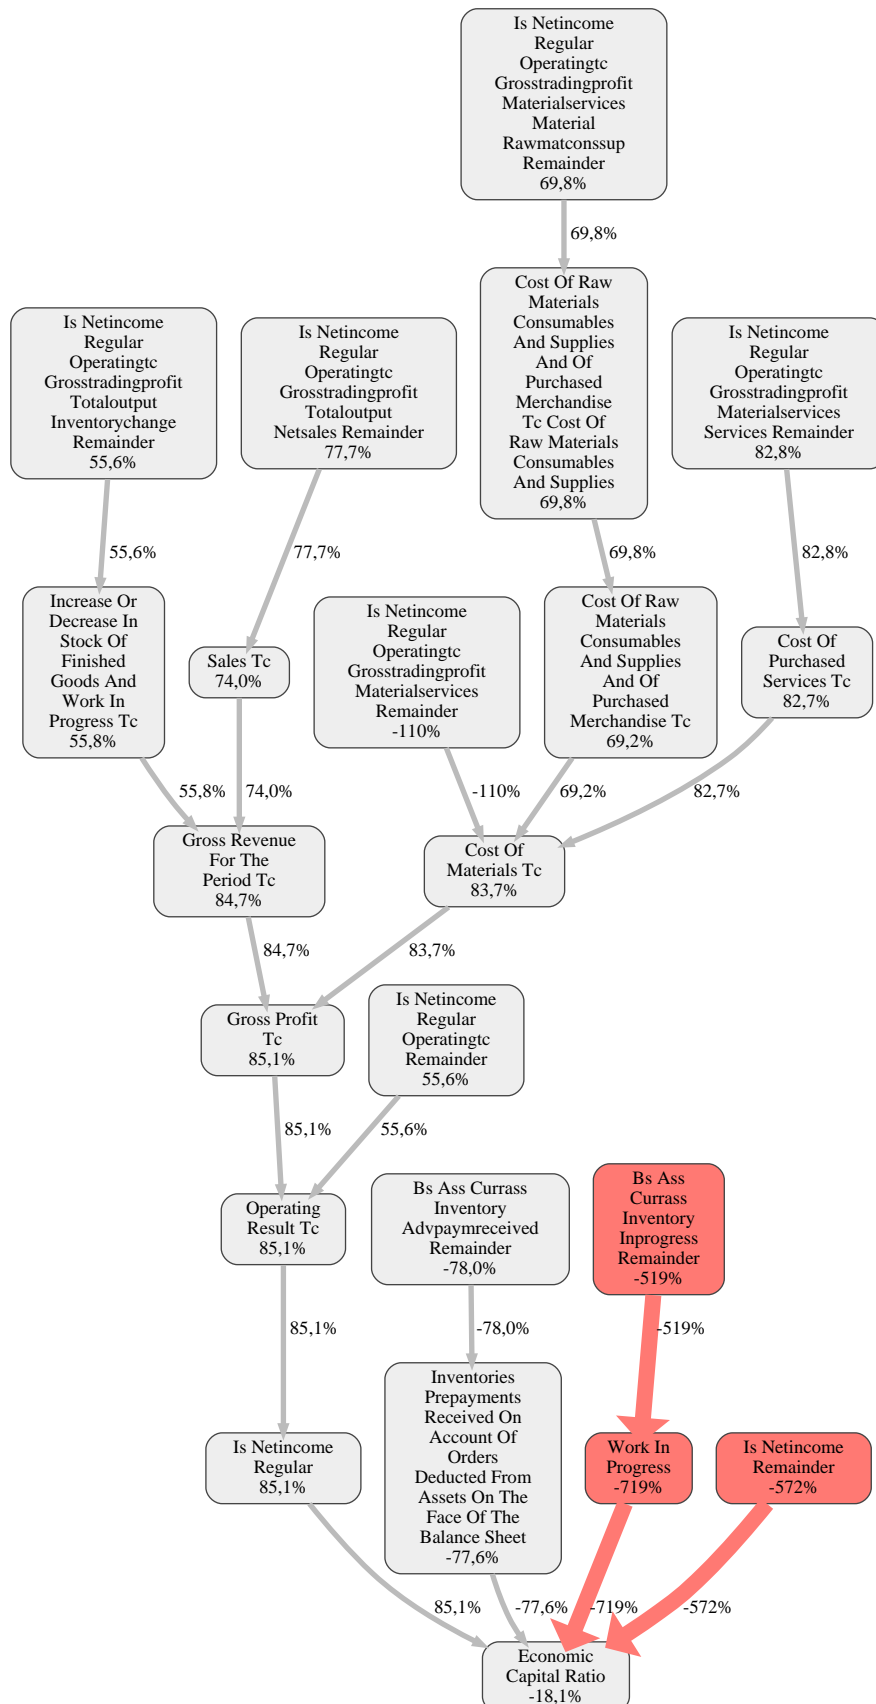 Is Netincome
Regular
Operatingtc
Grosstradingprofit
Materialservices
Material
Rawmatconssup
Remainder
69,8%
69,8%
Is Netincome
Regular
Operatingtc
Grosstradingprofit
Totaloutput
Inventorychange
Remainder
55,6%
Is Netincome
Regular
Operatingtc
Grosstradingprofit
Totaloutput
Netsales Remainder
77,7%
Cost Of Raw
Materials
Consumables
And Supplies
And Of
Purchased
Merchandise
Tc Cost Of
Raw Materials
Consumables
And Supplies
69,8%
Is Netincome
Regular
Operatingtc
Grosstradingprofit
Materialservices
Services Remainder
82,8%
55,6%
77,7%
69,8%
82,8%
Increase Or
Decrease In
Stock Of
Finished
Goods And
Work In
Progress Tc
55,8%
Sales Tc
74,0%
Is Netincome
Regular
Operatingtc
Grosstradingprofit
Materialservices
Remainder
-110%
Cost Of Raw
Materials
Consumables
And Supplies
And Of
Purchased
Merchandise Tc
69,2%
Cost Of
Purchased
Services Tc
82,7%
55,8%
74,0%
-110%
69,2%
82,7%
Gross Revenue
For The
Period Tc
84,7%
Cost Of
Materials Tc
83,7%
84,7%
83,7%
Gross Profit
Tc
85,1%
Is Netincome
Regular
Operatingtc
Remainder
55,6%
85,1%
55,6%
Operating
Result Tc
85,1%
Bs Ass Currass
Inventory
Advpaymreceived
Remainder
-78,0%
Bs Ass
Currass
Inventory
Inprogress
Remainder
-519%
85,1%
-78,0%
-519%
Is Netincome
Regular
85,1%
Inventories
Prepayments
Received On
Account Of
Orders
Deducted From
Assets On The
Face Of The
Balance Sheet
-77,6%
Work In
Progress
-719%
Is Netincome
Remainder
-572%
85,1%
-77,6%
-719%
-572%
Economic
Capital Ratio
-18,1%